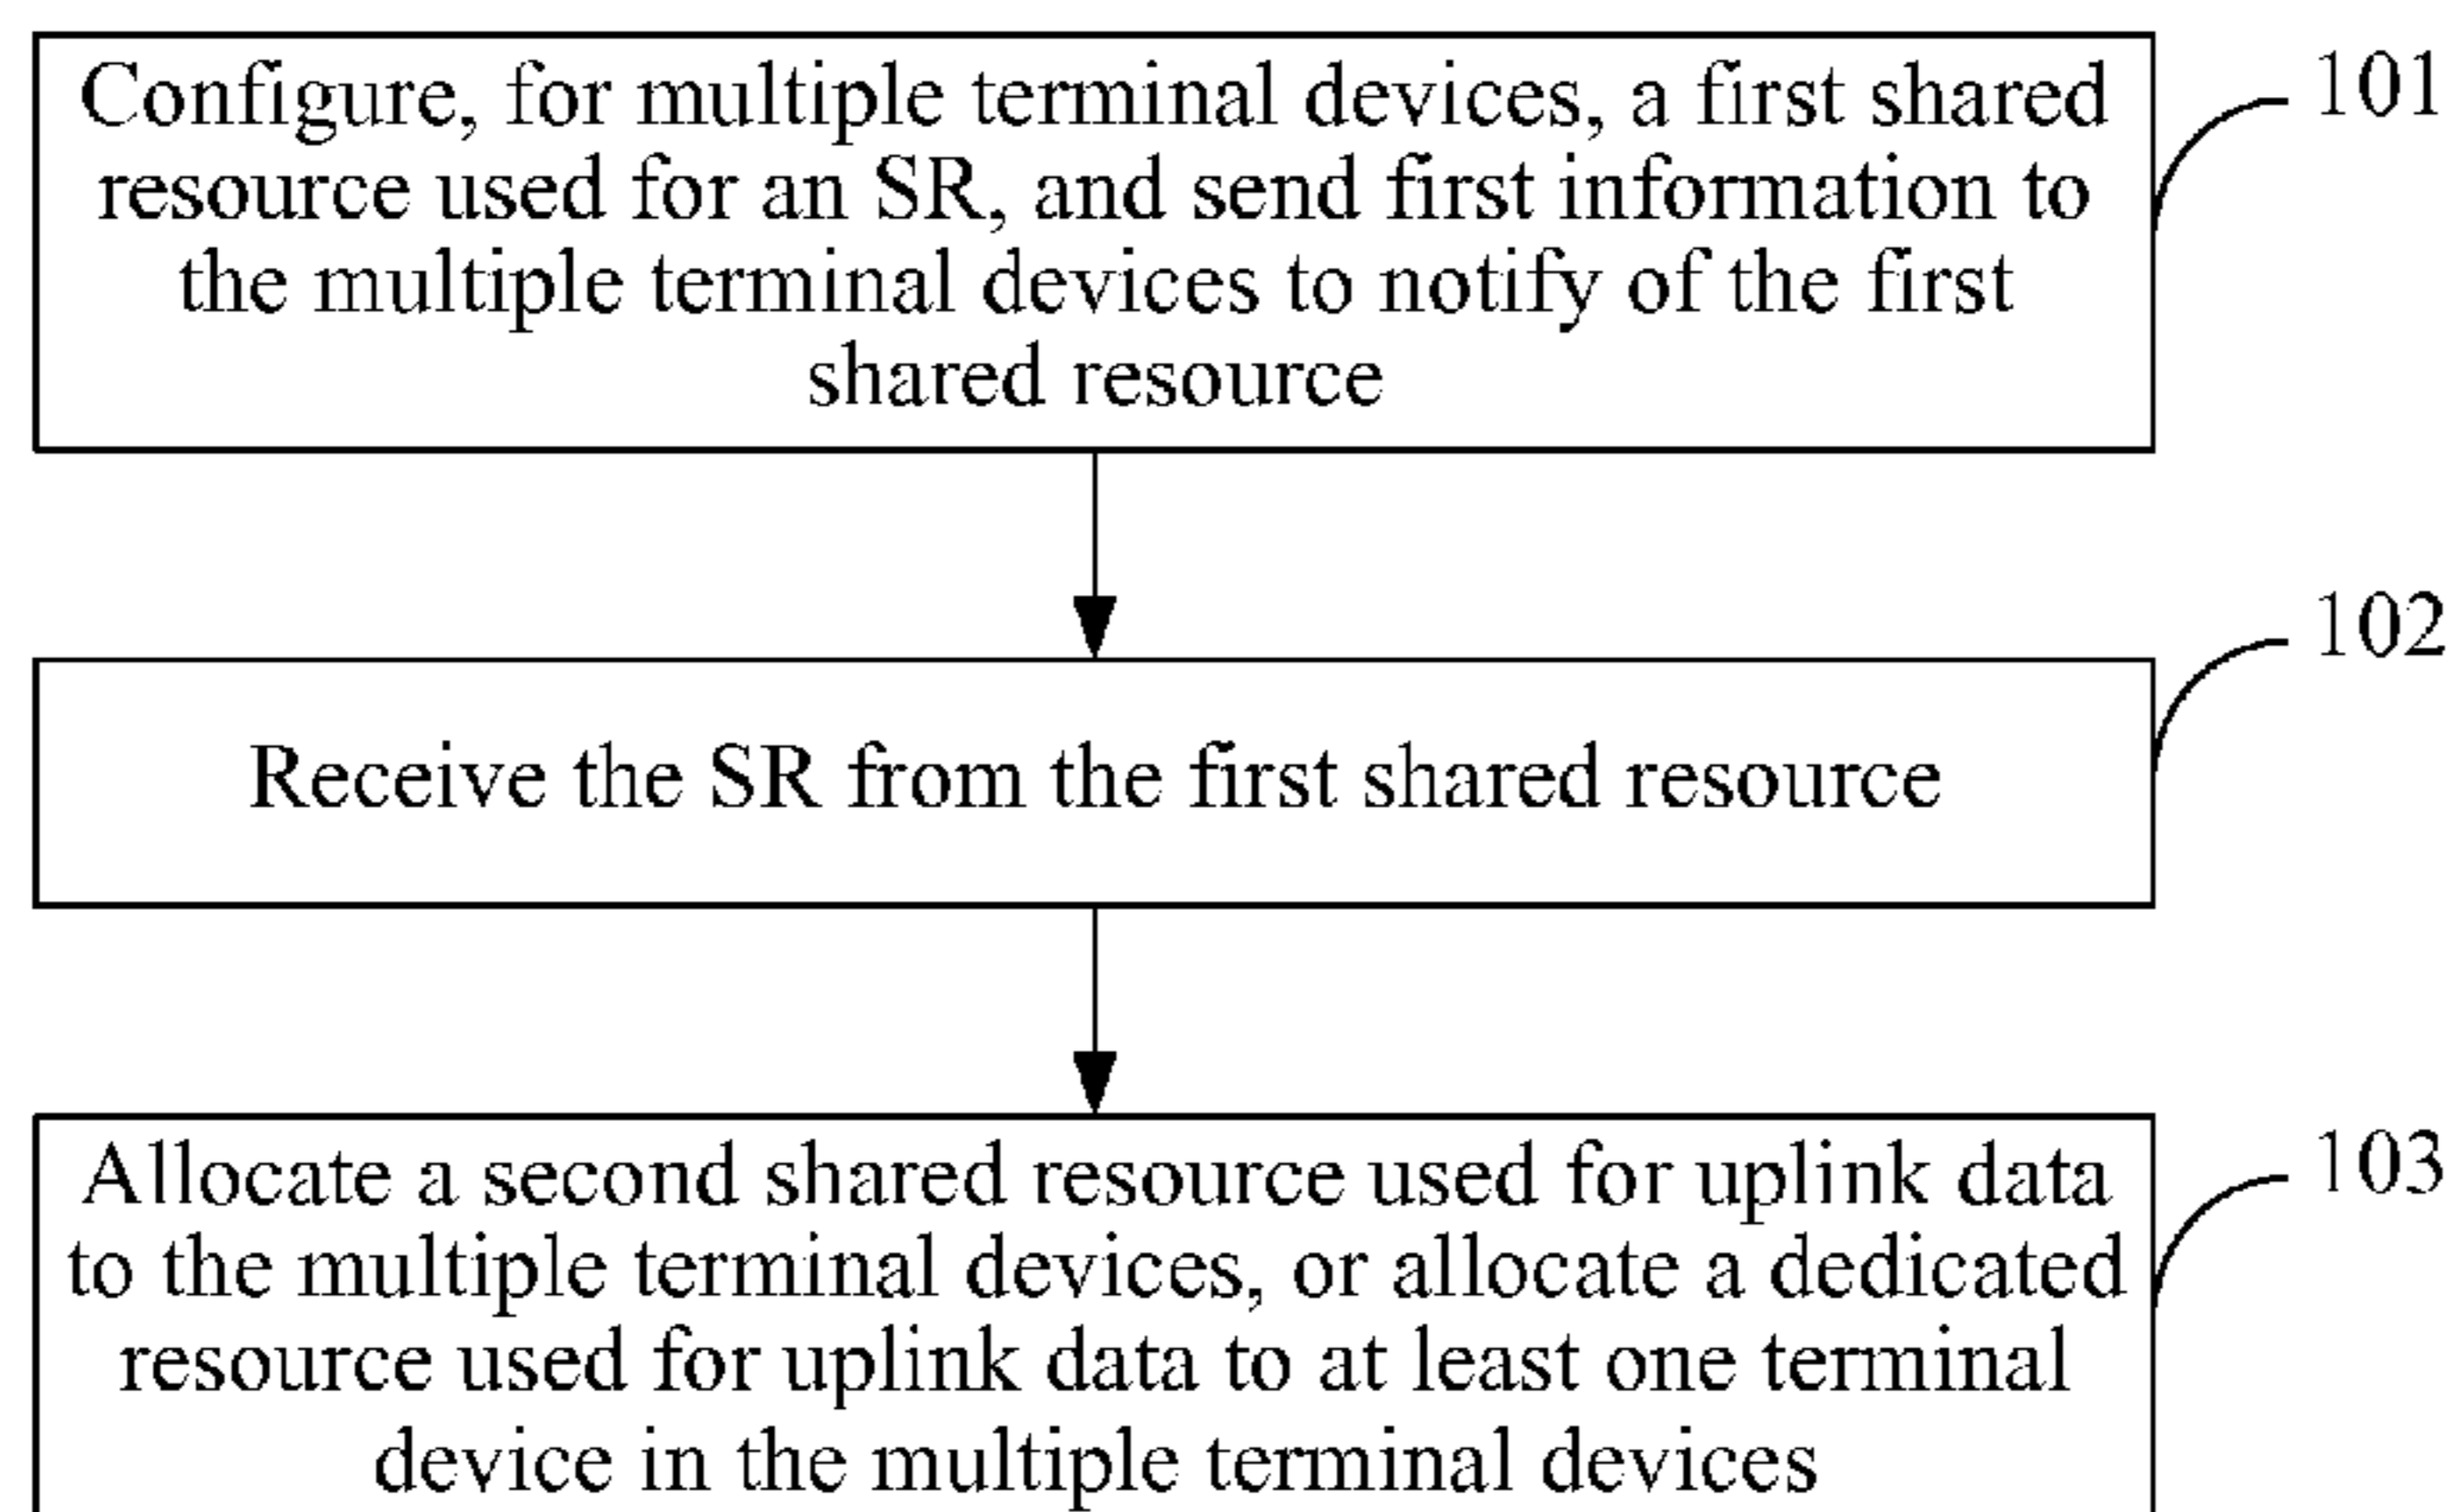 Configure, for multiple terminal devices, a first shared
resource used for an SR, and send first information to
the multiple terminal devices to notify of the first
shared resource
101
Receive the SR from the first shared resource
102
Allocate a second shared resource used for uplink data
to the multiple terminal devices, or allocate a dedicated
resource used for uplink data to at least one terminal
device in the multiple terminal devices
103